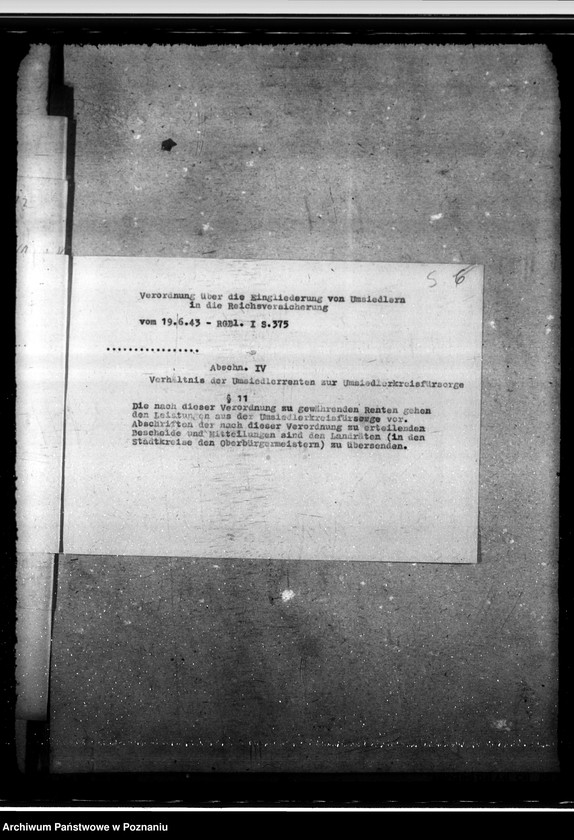 S 6
Verordnung über die Eingliederung von Umsiedlern
in die Reichsversicherung
vom 19.6.43 - RGBl. I S.375
..................
Abschn. IV
Verhältnis der Umsiedlerrenten zur Umsiedlerkreisfürsorge
§ 11
Die nach dieser Verordnung zu gewährenden Renten gehen
den Leistungen aus der Umsiedlerkreisfürsorge vor.
Abschriften der nach dieser Verordnung zu erteilenden
Bescheide und Mitteilungen sind den Landräten (in den
Stadtkreise den Oberbürgermeistern) zu übersenden.
Archiwum Państwowe w Poznaniu